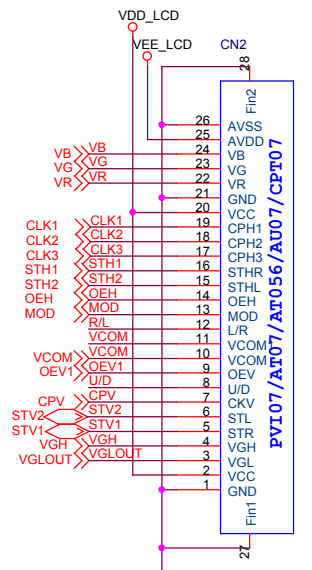 VDD_LCD
VEE_LCD
CN2
28
Fin2
26 AVSS
25 AVDD
VB VB 24 VB
VG VG 23 VG
VR VR 22 VR
21 GND
20 VCC
CLK1 CLK1 19 CPH1
CLK2 CLK2 18 CPH2
CLK3 CLK3 17 CPH3
STH1 STH1 16 STHR
STH2 STH2 15 STHL
OEH OEH 14 OEH
MOD MOD 13 MOD
R/L 12 L/R
VCOM 11 VCOM1
VCOM VCOM 10 VCOM
OEV1 OEV1 9 OEV
U/D 8 U/D
CPV CPV 7 CKV
STV2 STV2 6 STL
STV1 STV1 5 STR
VGH VGH 4 VGH
VGLOUT VGLOUT 3 VGL
2 VCC
1 GND
Fin1
27
PVI07/AT07/AT056/AU07/CPT07